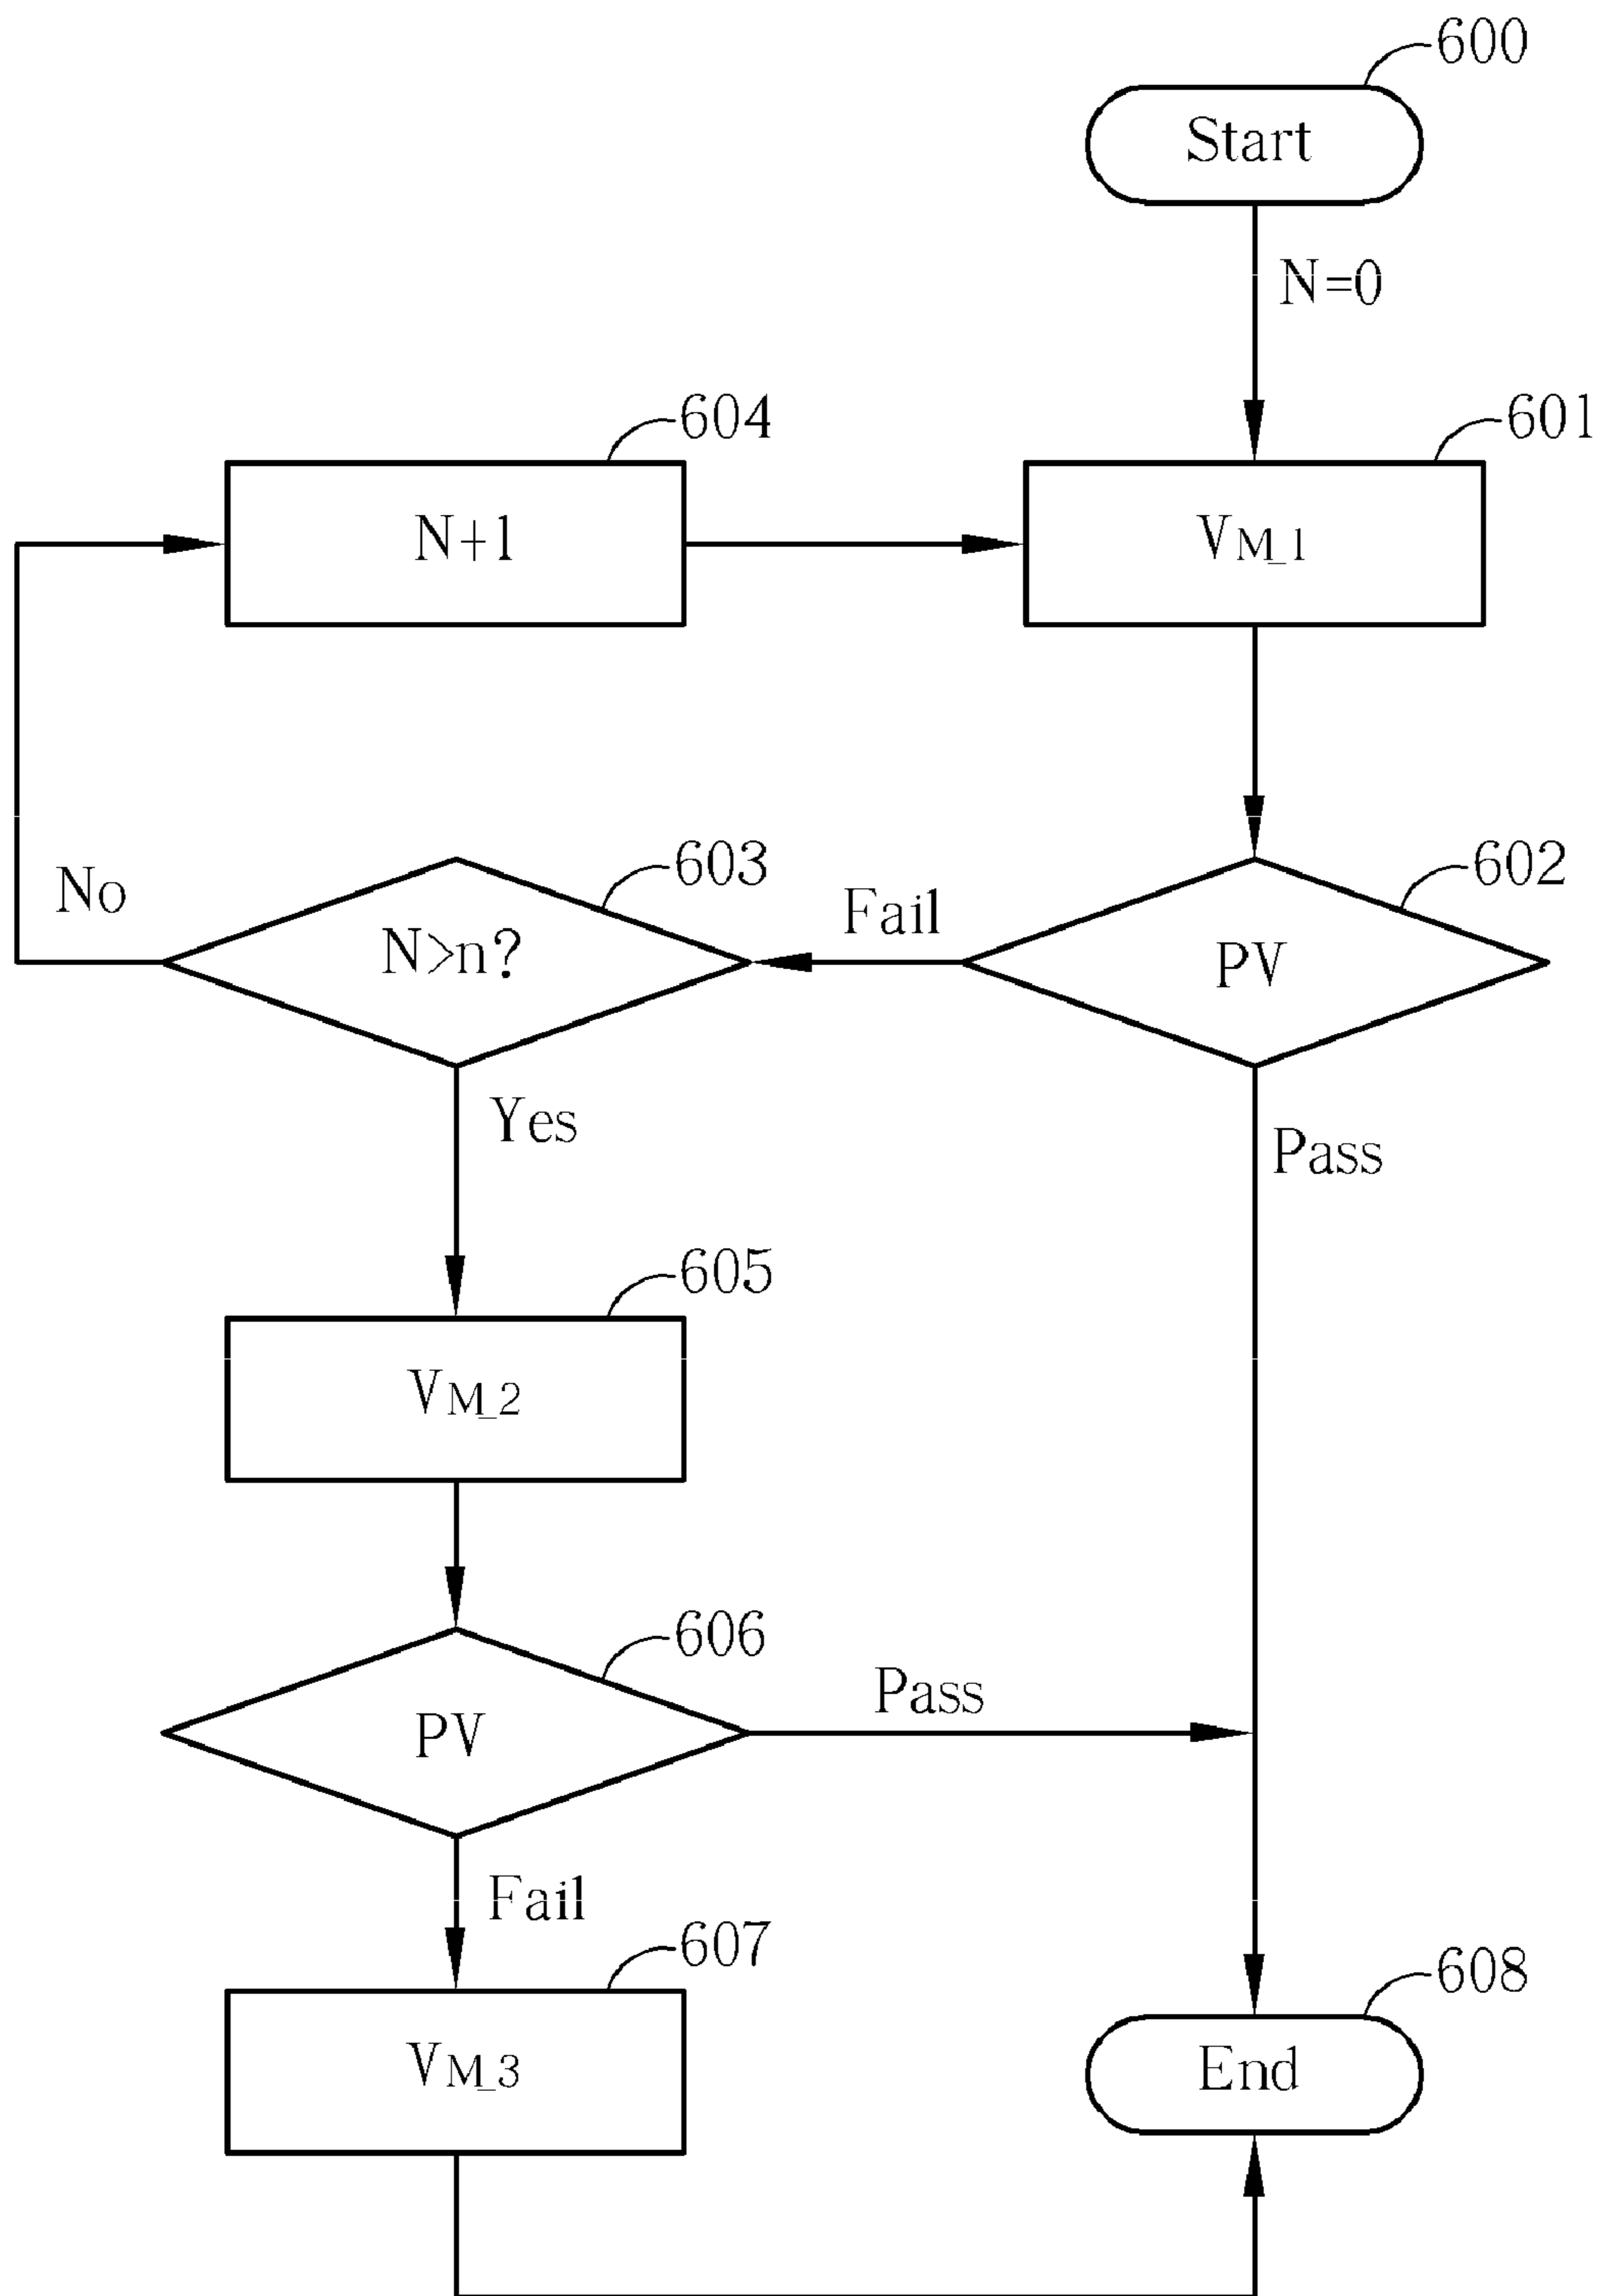 600
Start
N=0
604
601
N+1
VM_1
603
602
No
Fail
N>n?
PV
Yes
Pass
605
VM_2
606
Pass
PV
Fail
607
608
VM_3
End